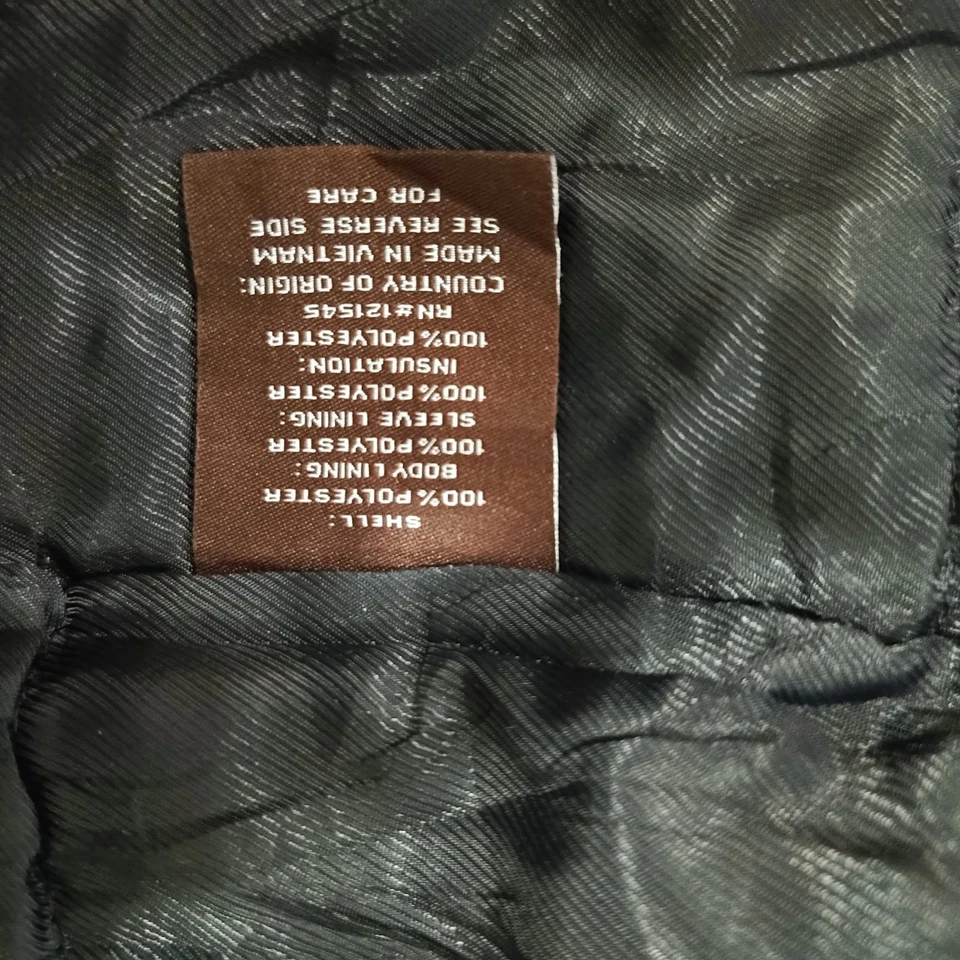 SHELL:
100% POLYESTER
BODY LINING:
100% POLYESTER
SLEEVE LINING:
100% POLYESTER
INSULATION:
100% POLYESTER
RN#121545
COUNTRY OF ORIGIN:
MADE IN VIETNAM
SEE REVERSE SIDE
FOR CARE